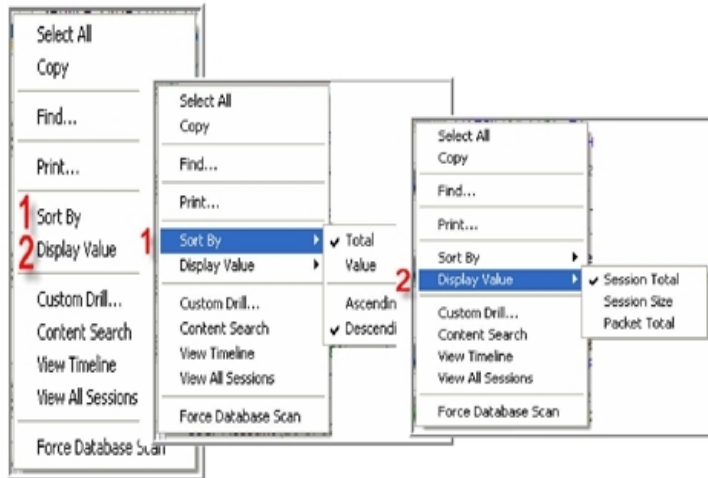 Select All
Copy
Find...
Print...
1 Sort By
2 Display Value
Custom Drill...
Content Search
View Timeline
View All Sessions
Force Database Scan
Select All
Copy
Find...
Print...
1 Sort By
Display Value
Custom Drill...
Content Search
View Timeline
View All Sessions
Force Database Scan
✓ Total
Value
Ascendin
✓ Descendi
Select All
Copy
Find...
Print...
Sort By
2 Display Value
Custom Drill...
Content Search
View Timeline
View All Sessions
Force Database Scan
✓ Session Total
Session Size
Packet Total